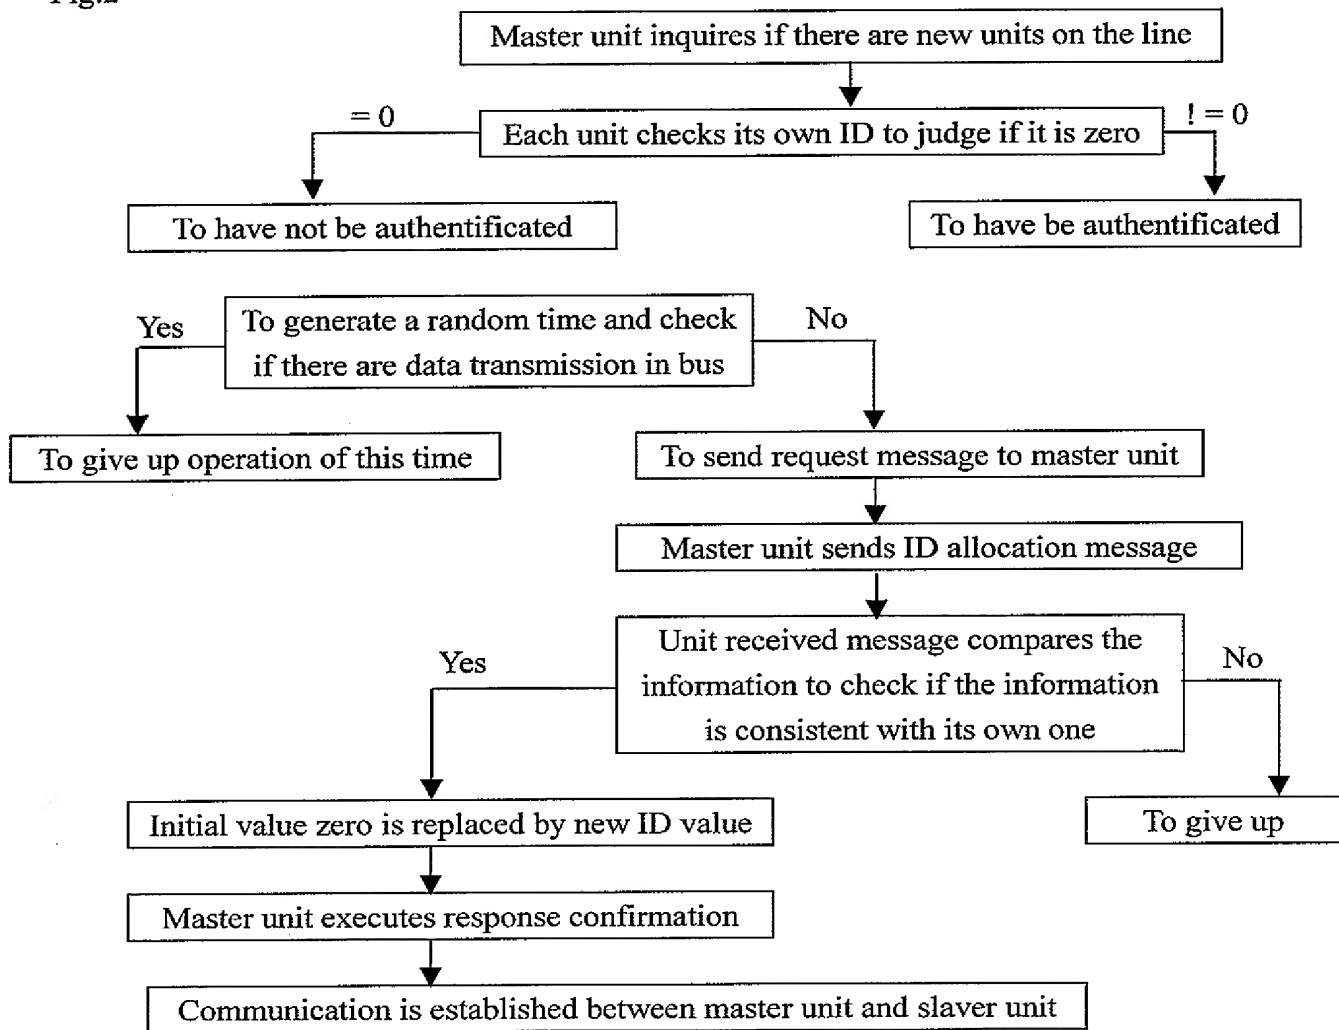 Fig.2
Master unit inquires if there are new units on the line
= 0
Each unit checks its own ID to judge if it is zero
! = 0
To have not be authentificated
To have be authentificated
Yes
To generate a random time and check
if there are data transmission in bus
No
To give up operation of this time
To send request message to master unit
Master unit sends ID allocation message
Yes
Unit received message compares the
information to check if the information
is consistent with its own one
No
Initial value zero is replaced by new ID value
To give up
Master unit executes response confirmation
Communication is established between master unit and slaver unit